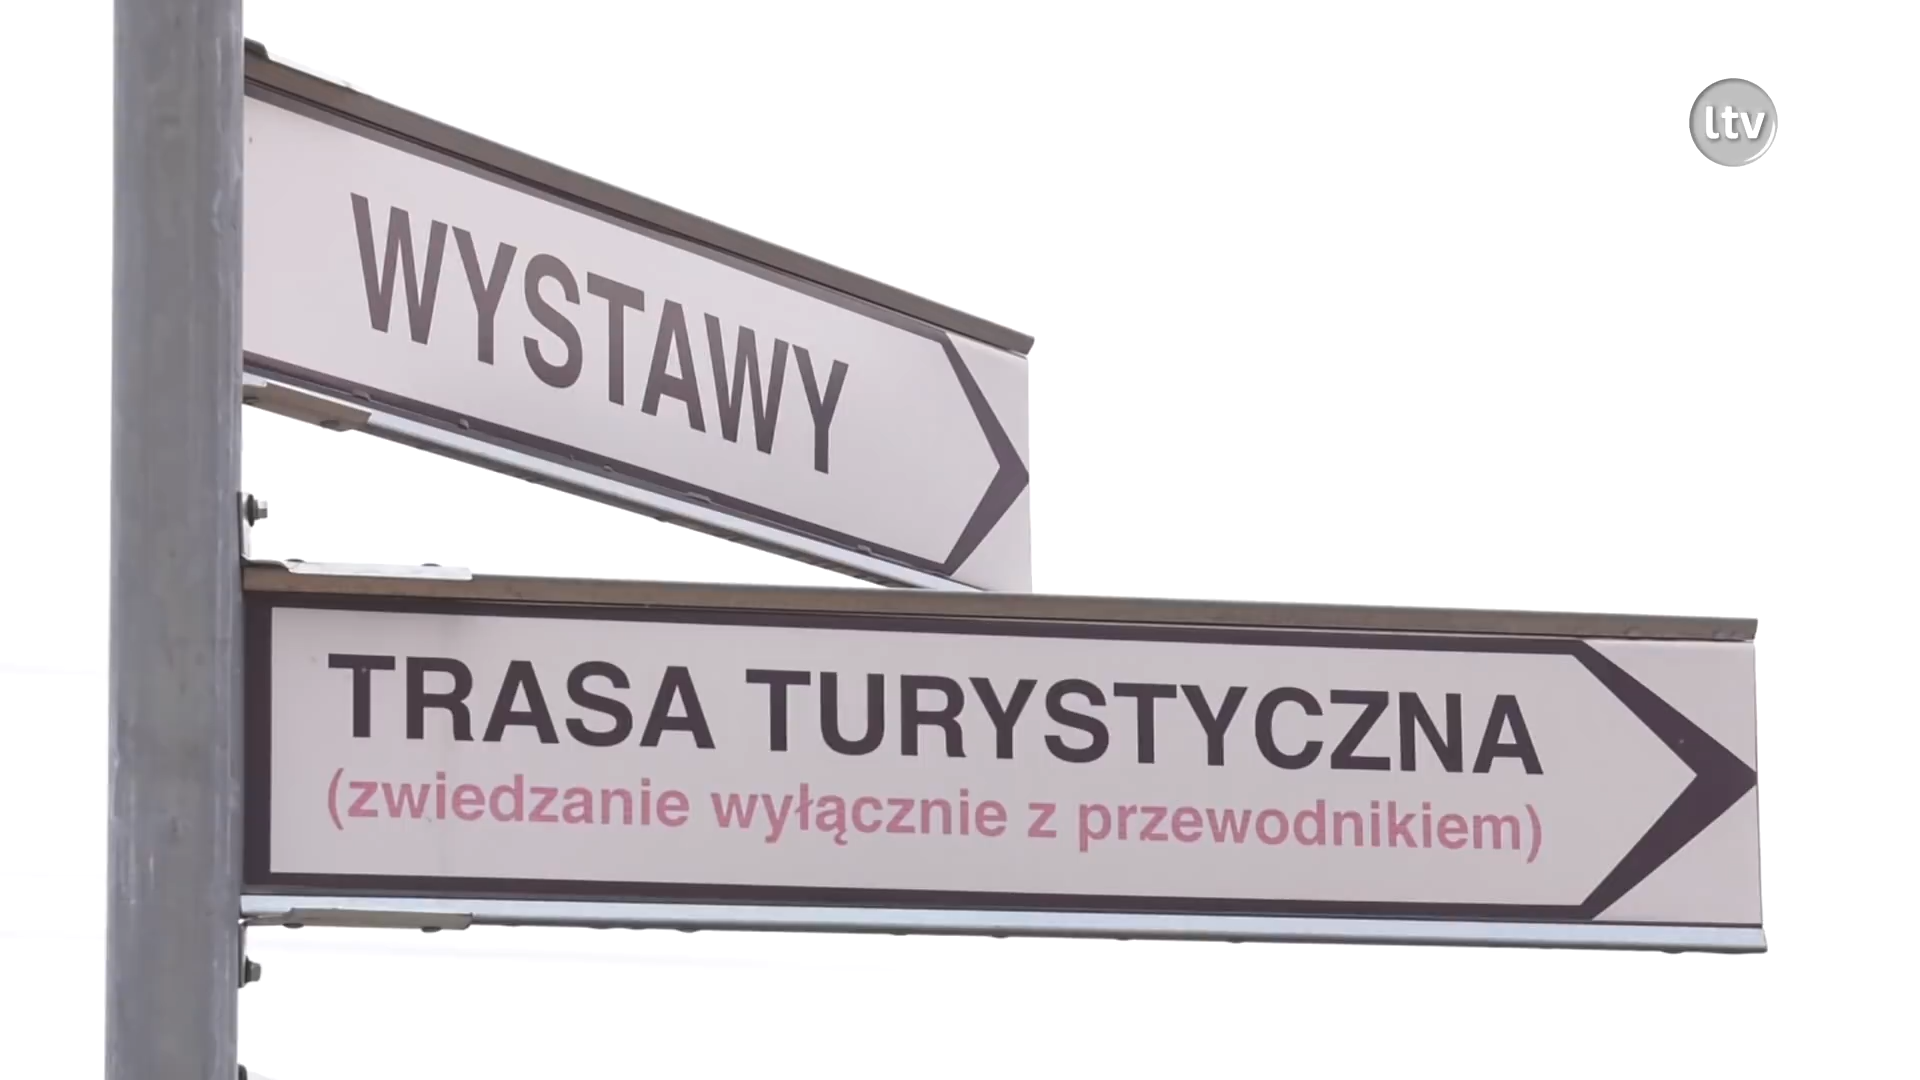 ltv
WYSTAWY
TRASA TURYSTYCZNA
(zwiedzanie wyłącznie z przewodnikiem)